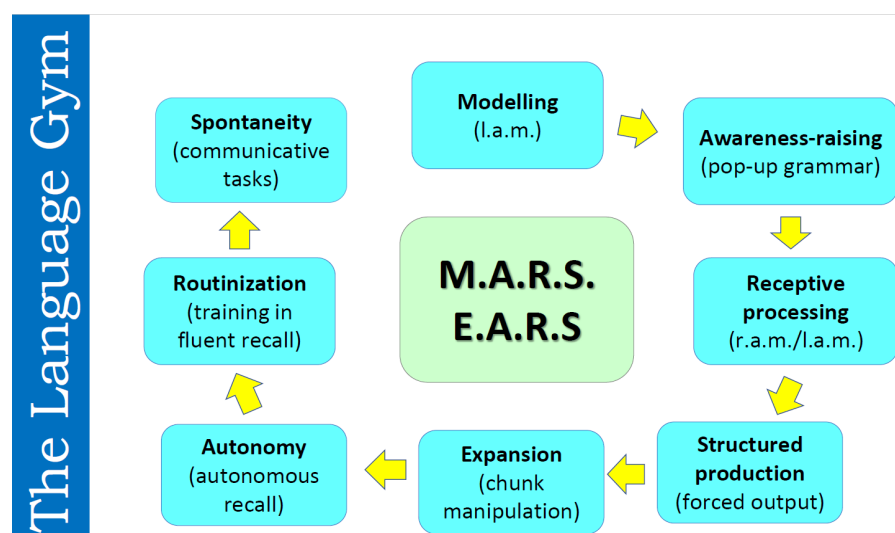 The Language Gym
Modelling
(l.a.m.)
Awareness-raising
(pop-up grammar)
Receptive
processing
(r.a.m./l.a.m.)
Structured
production
(forced output)
Expansion
(chunk
manipulation)
Autonomy
(autonomous
recall)
Routinization
(training in
fluent recall)
Spontaneity
(communicative
tasks)
M.A.R.S.
E.A.R.S